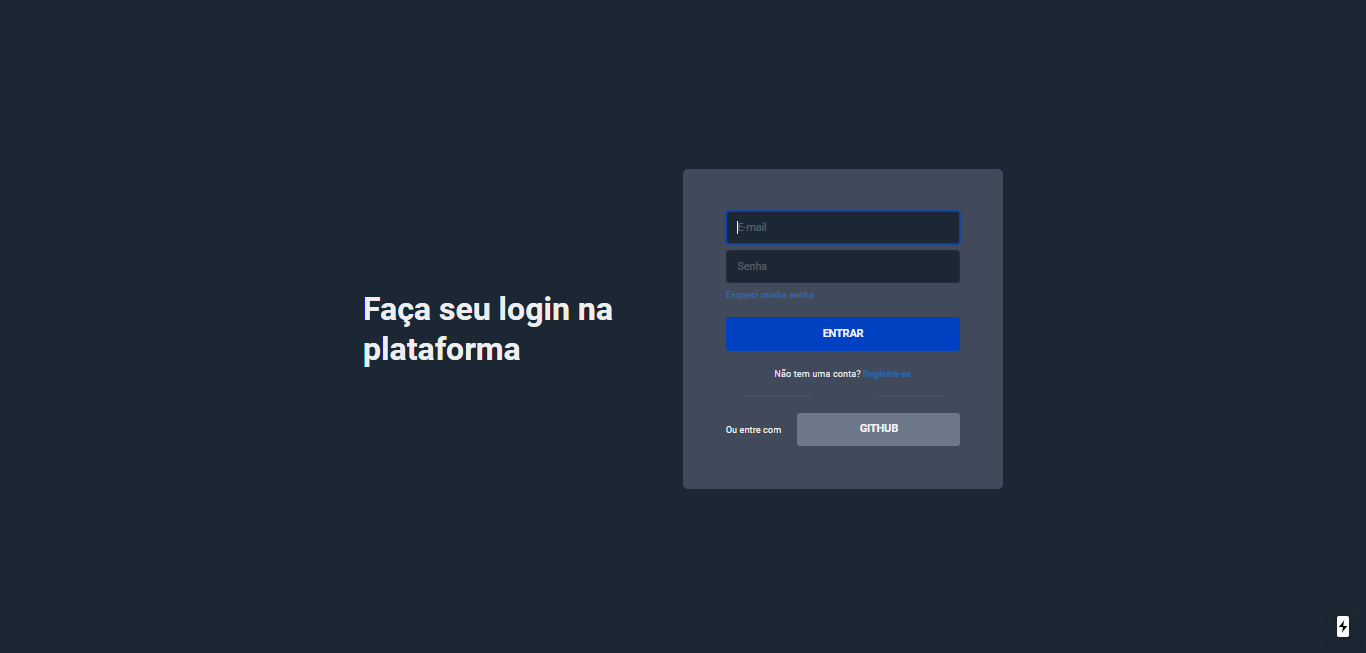 Faça seu login na
plataforma
E-mail
Senha
Esqueci minha senha
ENTRAR
Não tem uma conta? Registre-se
Ou entre com
GITHUB